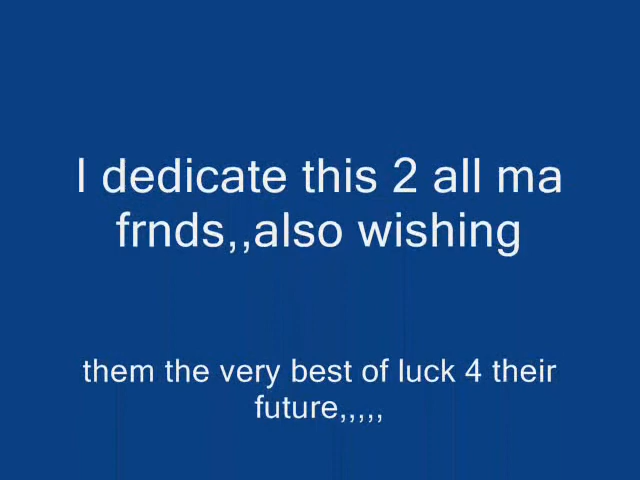 I dedicate this 2 all ma
frnds,,also wishing
them the very best of luck 4 their
future,,,,,